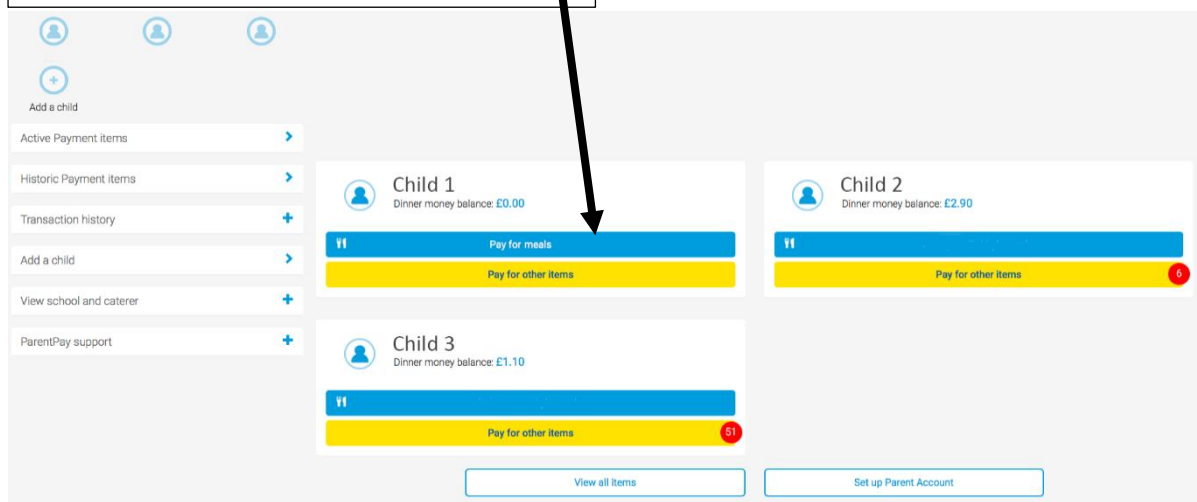 Add a child
Active Payment items
Historic Payment items
Transaction history
Add a child
View school and caterer
ParentPay support
Child 1
Dinner money balance: £0.00
Pay for meals
Pay for other items
Child 2
Dinner money balance: £2.90
Pay for other items
6
Child 3
Dinner money balance: £1.10
Pay for other items
51
View all items
Set up Parent Account